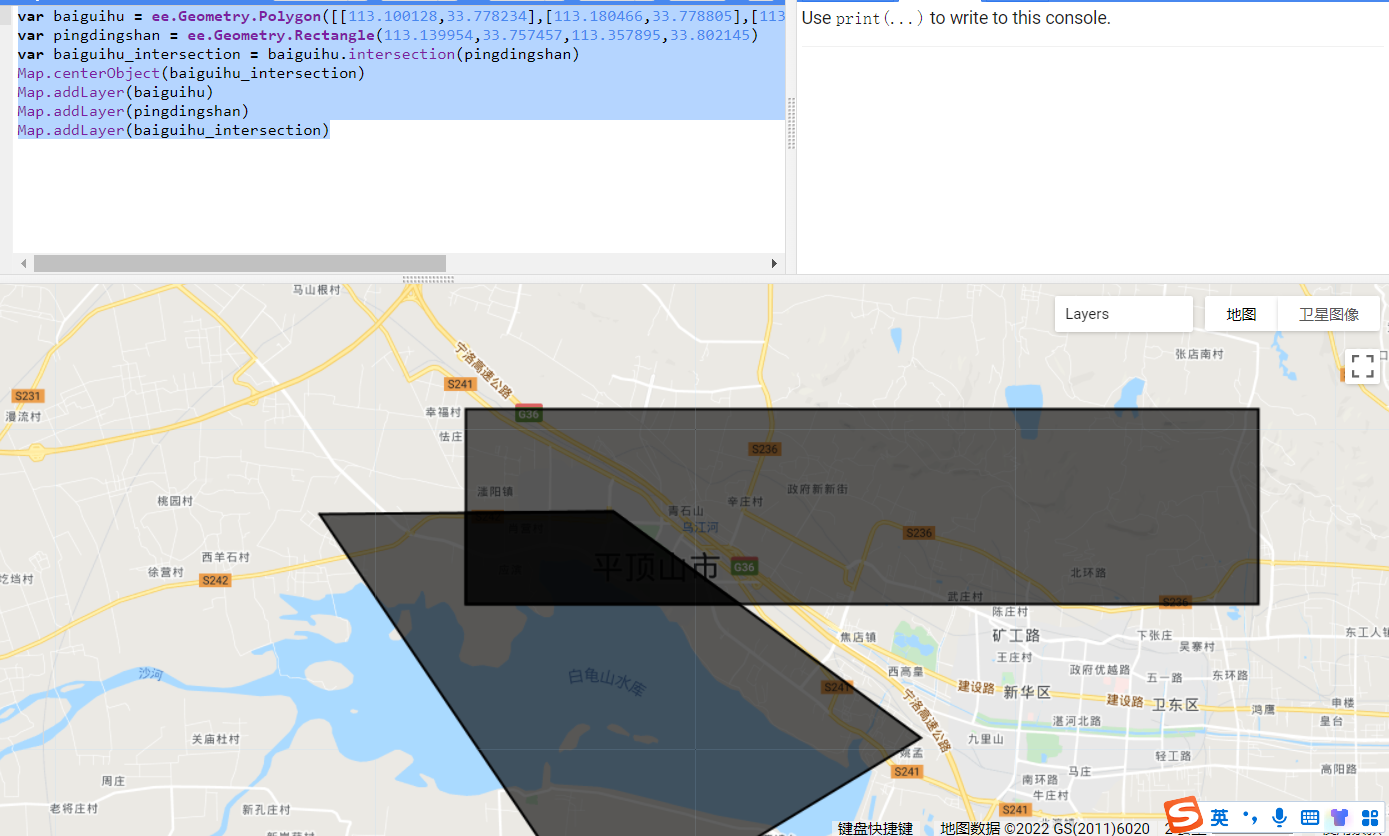 var baiguihu = ee.Geometry.Polygon([[113.100128,33.778234],[113.180466,33.778805],[113
var pingdingshan = ee.Geometry.Rectangle(113.139954,33.757457,113.357895,33.802145)
var baiguihu_intersection = baiguihu.intersection(pingdingshan)
Map.centerObject(baiguihu_intersection)
Map.addLayer(baiguihu)
Map.addLayer(pingdingshan)
Map.addLayer(baiguihu_intersection)
Use print(...) to write to this console.
马山根村
Layers
地图
卫星图像
宁洛高速公路
张店南村
S241
S231
漫流村
幸福村
G36
怯庄
S236
滍阳镇
政府新新街
桃园村
辛庄村
青石山
乌江河
S236
西羊石村
平顶山市
G36
徐营村
S242
北环路
武庄村
S236
陈庄村
焦店镇
矿工路
下张庄
东工人镇
吴寨村
王庄村
西高皇
政府优越路
沙河
白龟山水库
五一路
东环路
S241
建设路
新华区
建设路
卫东区
申楼
鸿鹰
皇台
宁洛高速公路
湛河北路
关庙杜村
九里山
姚孟
轻工路
S241
马庄
高阳路
周庄
南环路
牛庄村
老将庄村
新孔庄村
S241
英
键盘快捷键
地图数据 ©2022 GS(2011)6020